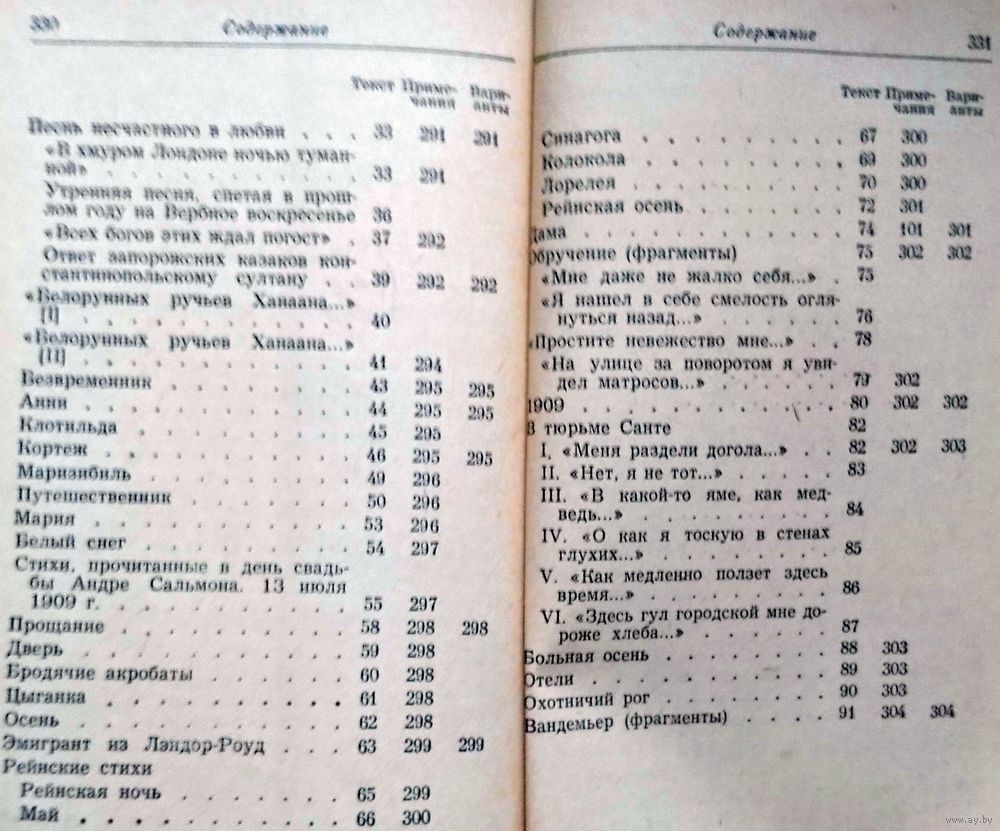 330 Содержание
Текст Приме- Вари-
чания анты
Песнь несчастного в любви . . . 33 291 291
«В хмуром Лондоне ночью туман-
ной» . . . . . . . . . . . 33 291
Утренняя песня, спетая в прош-
лом году на Вербное воскресенье 36
«Всех богов этих ждал погост» . 37 292
Ответ запорожских казаков кон-
стантинопольскому султану . . 39 292 292
«Белорунных ручьев Ханаана...»
[I] . . . . . . . . . . . . 40
«Белорунных ручьев Ханаана...»
[II] . . . . . . . . . . . 41 294
Безвременник . . . . . . . . 43 295 295
Анни . . . . . . . . . . . 44 295 295
Клотильда . . . . . . . . . 45 295
Кортеж . . . . . . . . . . 46 295 295
Маризибиль . . . . . . . . . 49 296
Путешественник . . . . . . . 50 296
Мария . . . . . . . . . . . 53 296
Белый снег . . . . . . . . . 54 297
Стихи, прочитанные в день свадь-
бы Андре Сальмона. 13 июля
1909 г. . . . . . . . . . . 55 297
Прощание . . . . . . . . . . 58 298 298
Дверь . . . . . . . . . . . 59 298
Бродячие акробаты . . . . . . 60 298
Цыганка . . . . . . . . . . 61 298
Осень . . . . . . . . . . . 62 298
Эмигрант из Лэндор-Роуд . . . 63 299 299
Рейнские стихи
Рейнская ночь . . . . . . . 65 299
Май . . . . . . . . . . . 66 300
Содержание 331
Текст Приме- Вари-
чания анты
Синагога . . . . . . . . . 67 300
Колокола . . . . . . . . . 69 300
Лорелея . . . . . . . . . 70 300
Рейнская осень . . . . . . 72 301
Дама . . . . . . . . . . . 74 101 301
Обручение (фрагменты) 75 302 302
«Мне даже не жалко себя...» . 75
«Я нашел в себе смелость огля-
нуться назад...» . . . . . . 76
«Простите невежество мне...» . . 78
«На улице за поворотом я уви-
дел матросов...» . . . . . . 79 302
1909 . . . . . . . . . . . . 80 302 302
В тюрьме Санте 82
I. «Меня раздели догола...» . . 82 302 303
II. «Нет, я не тот...» . . . . . 83
III. «В какой-то яме, как мед-
ведь...» . . . . . . . . . 84
IV. «О как я тоскую в стенах
глухих...» . . . . . . . . 85
V. «Как медленно ползет здесь
время...» . . . . . . . . . 86
VI. «Здесь гул городской мне до-
роже хлеба...» . . . . . . 87
Больная осень . . . . . . . . 88 303
Отели . . . . . . . . . . . 89 303
Охотничий рог . . . . . . . . 90 303
Вандемьер (фрагменты) . . . . 91 304 304
www.ay.by